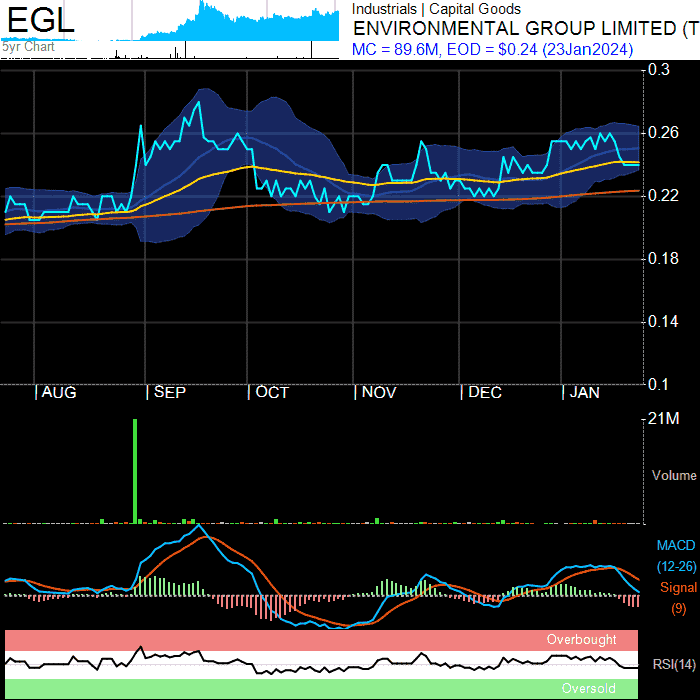 EGL
Industrials | Capital Goods
ENVIRONMENTAL GROUP LIMITED (T
MC = 89.6M, EOD = $0.24 (23Jan2024)
5yr Chart
0.3
0.26
0.22
0.18
0.14
0.1
AUG SEP OCT NOV DEC JAN
21M
Volume
MACD
(12-26)
Signal
(9)
Overbought
RSI(14)
Oversold